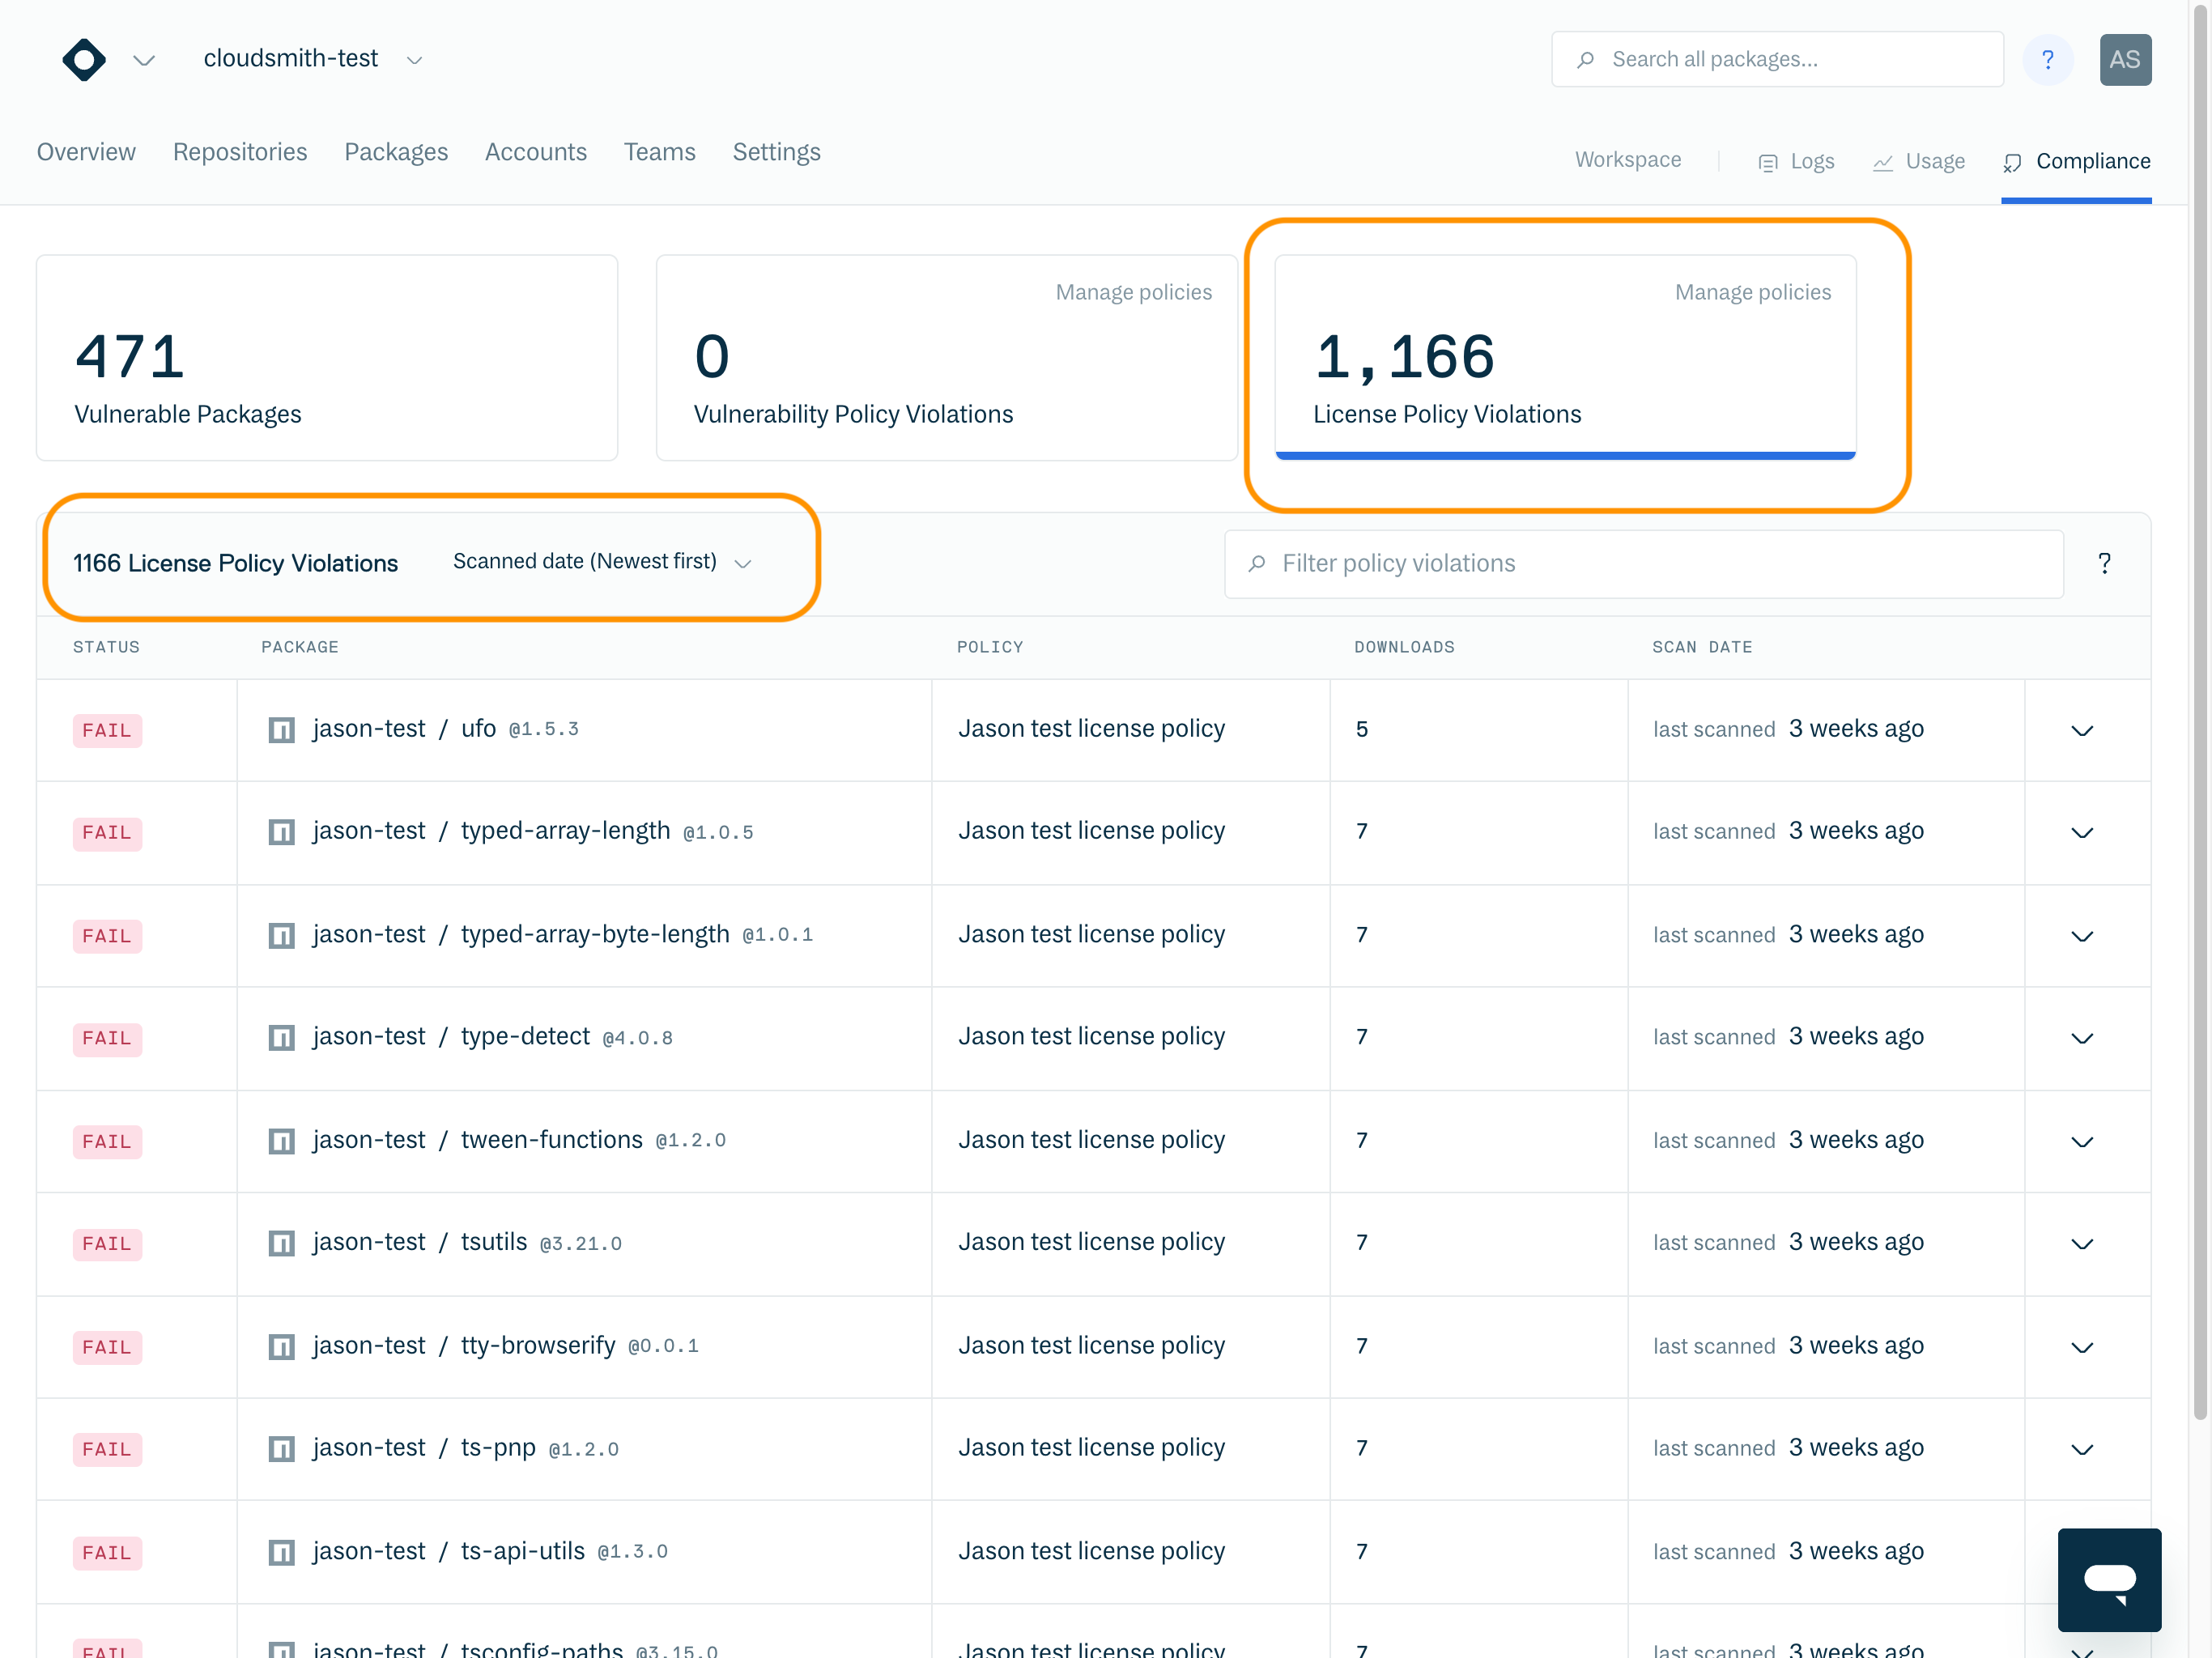 cloudsmith-test
Search all packages...
?
AS
Overview Repositories Packages Accounts Teams Settings
Workspace Logs Usage Compliance
471
Vulnerable Packages
Manage policies
0
Vulnerability Policy Violations
Manage policies
1,166
License Policy Violations
1166 License Policy Violations Scanned date (Newest first) Filter policy violations ?
STATUS PACKAGE POLICY DOWNLOADS SCAN DATE
FAIL jason-test / ufo @1.5.3 Jason test license policy 5 last scanned 3 weeks ago
FAIL jason-test / typed-array-length @1.0.5 Jason test license policy 7 last scanned 3 weeks ago
FAIL jason-test / typed-array-byte-length @1.0.1 Jason test license policy 7 last scanned 3 weeks ago
FAIL jason-test / type-detect @4.0.8 Jason test license policy 7 last scanned 3 weeks ago
FAIL jason-test / tween-functions @1.2.0 Jason test license policy 7 last scanned 3 weeks ago
FAIL jason-test / tsutils @3.21.0 Jason test license policy 7 last scanned 3 weeks ago
FAIL jason-test / tty-browserify @0.0.1 Jason test license policy 7 last scanned 3 weeks ago
FAIL jason-test / ts-pnp @1.2.0 Jason test license policy 7 last scanned 3 weeks ago
FAIL jason-test / ts-api-utils @1.3.0 Jason test license policy 7 last scanned 3 weeks ago
FAIL jason-test / tsconfig-paths @3.15.0 Jason test license policy 7 last scanned 3 weeks ago